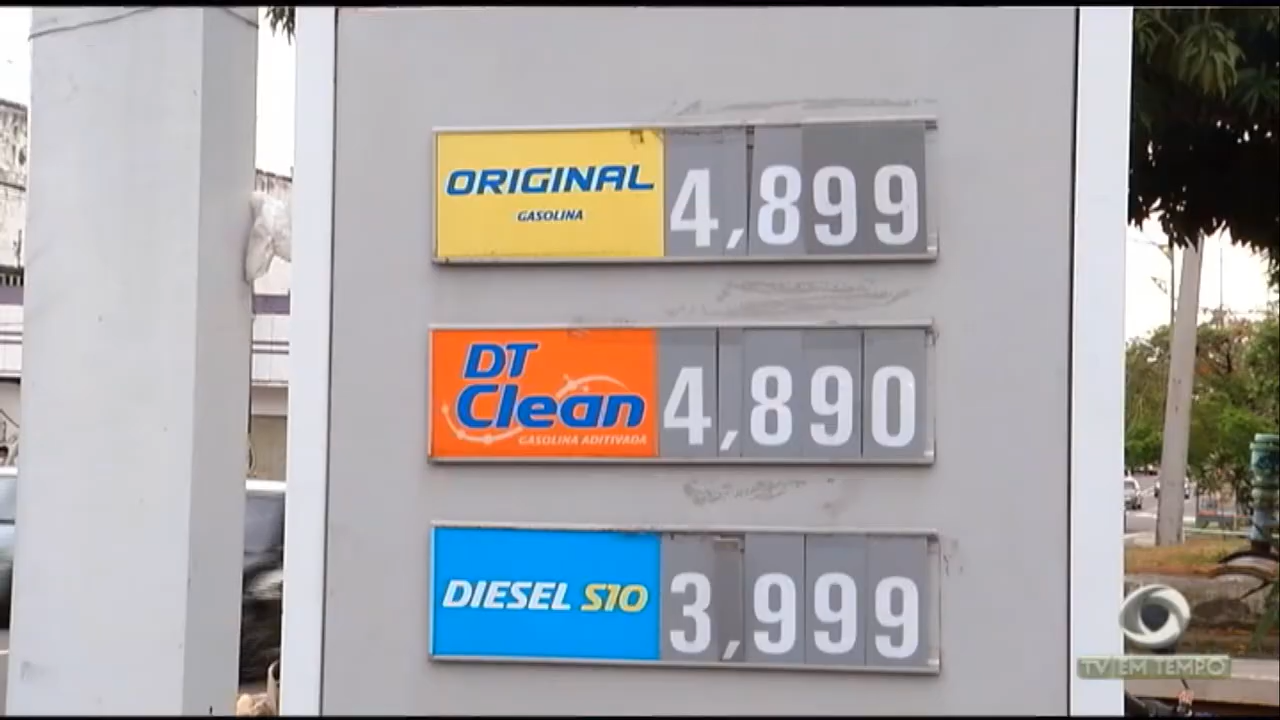 ORIGINAL
GASOLINA
4,899
DT
Clean
GASOLINA ADITIVADA
4,890
DIESEL S10
3,999
TV EM TEMPO